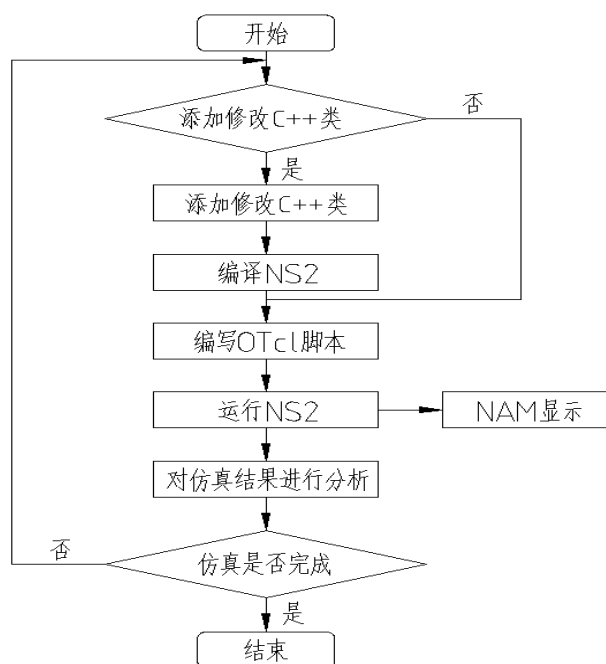 开始
添加修改C++类
否
是
添加修改C++类
编译NS2
编写OTcl脚本
运行NS2
NAM显示
对仿真结果进行分析
否
仿真是否完成
是
结束